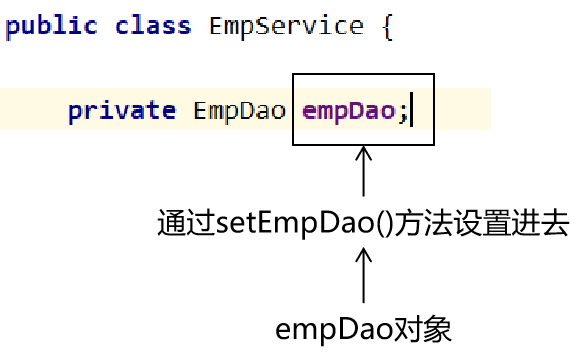 public class EmpService {
private EmpDao empDao;
通过setEmpDao()方法设置进去
empDao对象